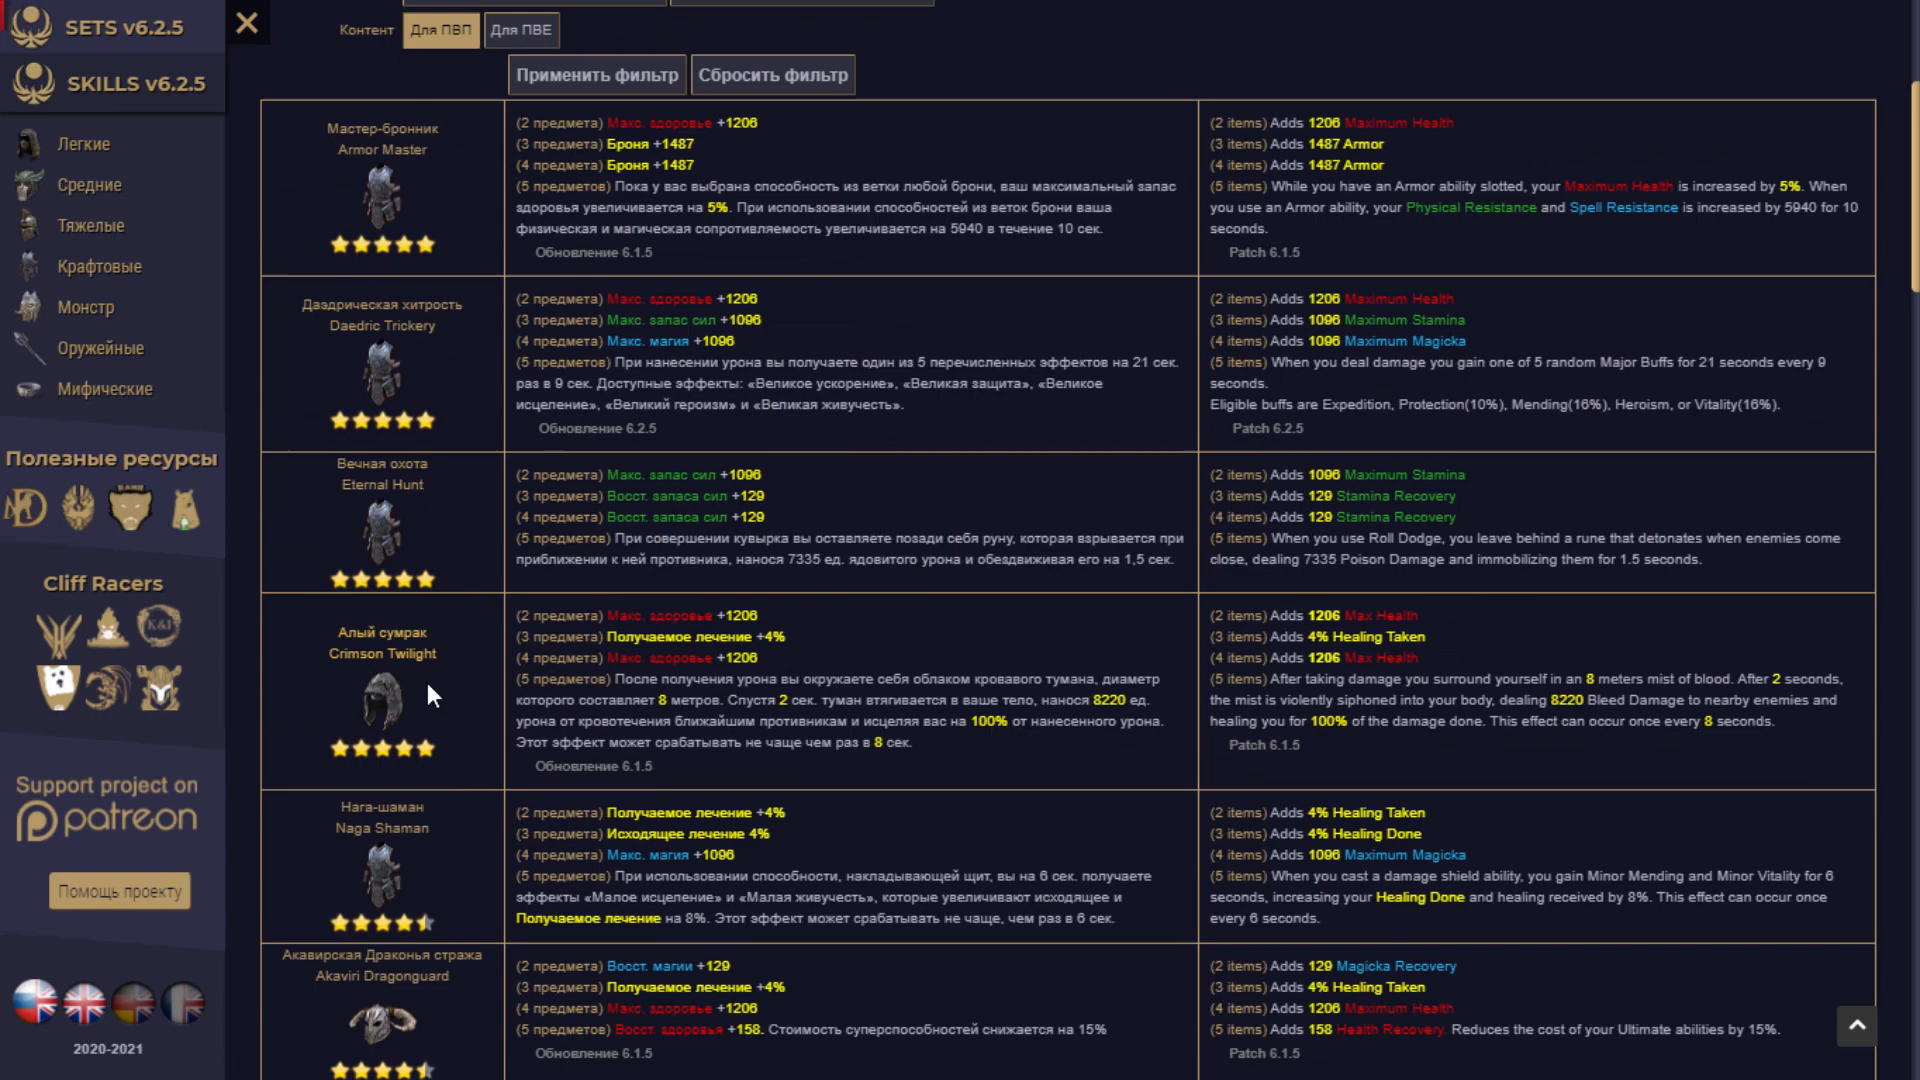 SETS v6.2.5
SKILLS v6.2.5
Легкие
Средние
Тяжелые
Крафтовые
Монстр
Оружейные
Мифические
Полезные ресурсы
Cliff Racers
K&J
Support project on
patreon
Помощь проекту
2020-2021
Контент
Для ПВП
Для ПВЕ
Применить фильтр
Сбросить фильтр
Мастер-бронник
Armor Master
(2 предмета) Макс. здоровье +1206
(3 предмета) Броня +1487
(4 предмета) Броня +1487
(5 предметов) Пока у вас выбрана способность из ветки любой брони, ваш максимальный запас
здоровья увеличивается на 5%. При использовании способностей из веток брони ваша
физическая и магическая сопротивляемость увеличивается на 5940 в течение 10 сек.
Обновление 6.1.5
(2 items) Adds 1206 Maximum Health
(3 items) Adds 1487 Armor
(4 items) Adds 1487 Armor
(5 items) While you have an Armor ability slotted, your Maximum Health is increased by 5%. When
you use an Armor ability, your Physical Resistance and Spell Resistance is increased by 5940 for 10
seconds.
Patch 6.1.5
Даэдрическая хитрость
Daedric Trickery
(2 предмета) Макс. здоровье +1206
(3 предмета) Макс. запас сил +1096
(4 предмета) Макс. магия +1096
(5 предметов) При нанесении урона вы получаете один из 5 перечисленных эффектов на 21 сек.
раз в 9 сек. Доступные эффекты: «Великое ускорение», «Великая защита», «Великое
исцеление», «Великий героизм» и «Великая живучесть».
Обновление 6.2.5
(2 items) Adds 1206 Maximum Health
(3 items) Adds 1096 Maximum Stamina
(4 items) Adds 1096 Maximum Magicka
(5 items) When you deal damage you gain one of 5 random Major Buffs for 21 seconds every 9
seconds.
Eligible buffs are Expedition, Protection(10%), Mending(16%), Heroism, or Vitality(16%).
Patch 6.2.5
Вечная охота
Eternal Hunt
(2 предмета) Макс. запас сил +1096
(3 предмета) Восст. запаса сил +129
(4 предмета) Восст. запаса сил +129
(5 предметов) При совершении кувырка вы оставляете позади себя руну, которая взрывается при
приближении к ней противника, нанося 7335 ед. ядовитого урона и обездвиживая его на 1,5 сек.
(2 items) Adds 1096 Maximum Stamina
(3 items) Adds 129 Stamina Recovery
(4 items) Adds 129 Stamina Recovery
(5 items) When you use Roll Dodge, you leave behind a rune that detonates when enemies come
close, dealing 7335 Poison Damage and immobilizing them for 1.5 seconds.
Алый сумрак
Crimson Twilight
(2 предмета) Макс. здоровье +1206
(3 предмета) Получаемое лечение +4%
(4 предмета) Макс. здоровье +1206
(5 предметов) После получения урона вы окружаете себя облаком кровавого тумана, диаметр
которого составляет 8 метров. Спустя 2 сек. туман втягивается в ваше тело, нанося 8220 ед.
урона от кровотечения ближайшим противникам и исцеляя вас на 100% от нанесенного урона.
Этот эффект может срабатывать не чаще чем раз в 8 сек.
Обновление 6.1.5
(2 items) Adds 1206 Max Health
(3 items) Adds 4% Healing Taken
(4 items) Adds 1206 Max Health
(5 items) After taking damage you surround yourself in an 8 meters mist of blood. After 2 seconds,
the mist is violently siphoned into your body, dealing 8220 Bleed Damage to nearby enemies and
healing you for 100% of the damage done. This effect can occur once every 8 seconds.
Patch 6.1.5
Нага-шаман
Naga Shaman
(2 предмета) Получаемое лечение +4%
(3 предмета) Исходящее лечение 4%
(4 предмета) Макс. магия +1096
(5 предметов) При использовании способности, накладывающей щит, вы на 6 сек. получаете
эффекты «Малое исцеление» и «Малая живучесть», которые увеличивают исходящее и
Получаемое лечение на 8%. Этот эффект может срабатывать не чаще, чем раз в 6 сек.
(2 items) Adds 4% Healing Taken
(3 items) Adds 4% Healing Done
(4 items) Adds 1096 Maximum Magicka
(5 items) When you cast a damage shield ability, you gain Minor Mending and Minor Vitality for 6
seconds, increasing your Healing Done and healing received by 8%. This effect can occur once
every 6 seconds.
Акавирская Драконья стража
Akaviri Dragonguard
(2 предмета) Восст. магии +129
(3 предмета) Получаемое лечение +4%
(4 предмета) Макс. здоровье +1206
(5 предметов) Восст. здоровья +158. Стоимость суперспособностей снижается на 15%
Обновление 6.1.5
(2 items) Adds 129 Magicka Recovery
(3 items) Adds 4% Healing Taken
(4 items) Adds 1206 Maximum Health
(5 items) Adds 158 Health Recovery. Reduces the cost of your Ultimate abilities by 15%.
Patch 6.1.5